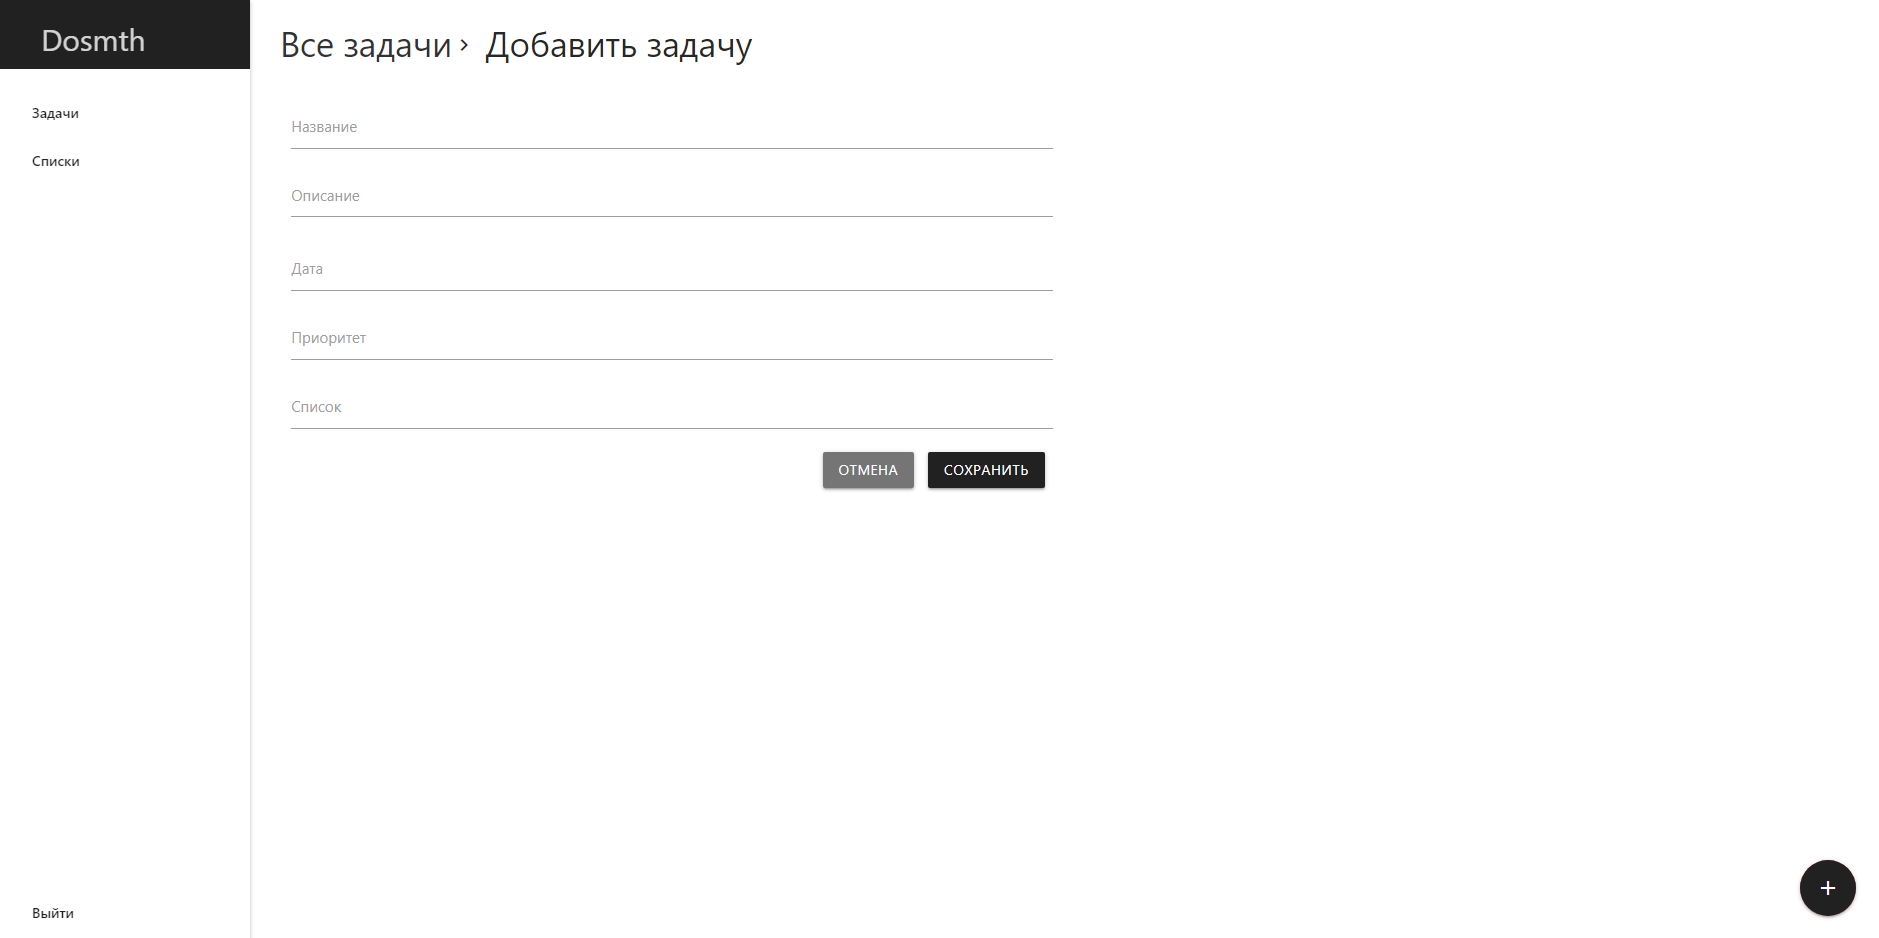 Dosmth
Задачи
Списки
Выйти
Все задачи › Добавить задачу
Название
Описание
Дата
Приоритет
Список
ОТМЕНА СОХРАНИТЬ
+